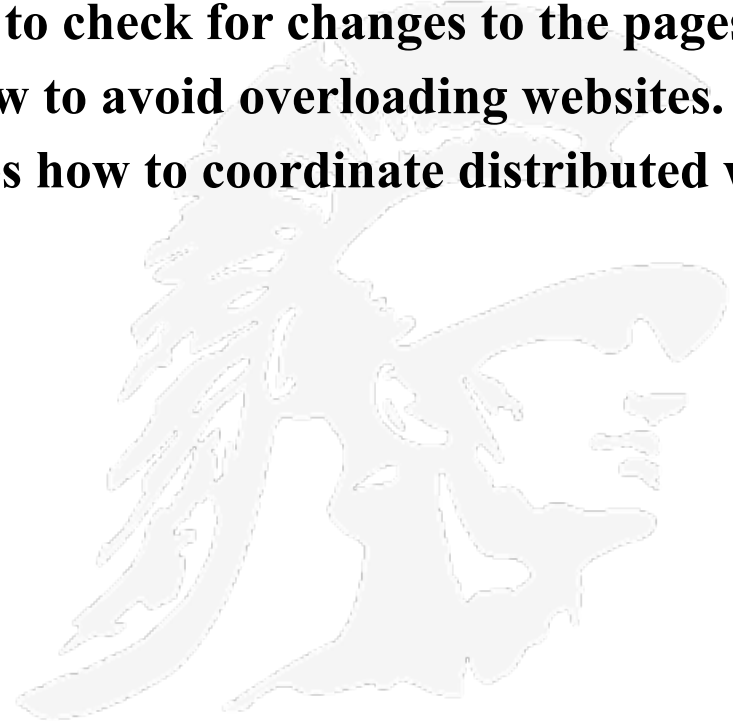 to check for changes to the pages
w to avoid overloading websites.
s how to coordinate distributed